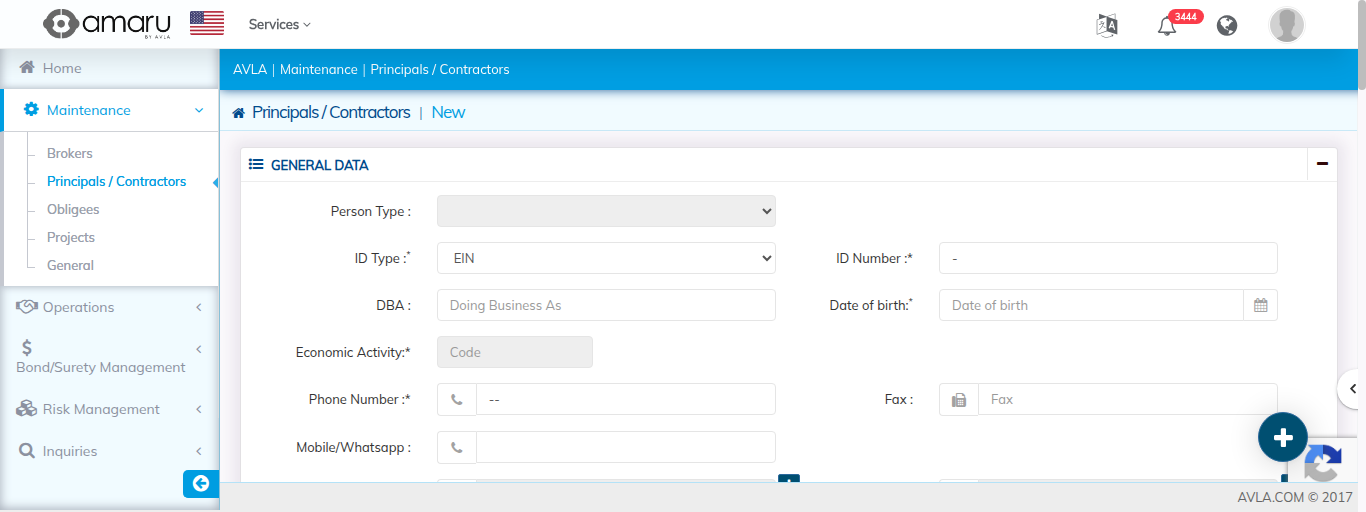 amaru
BY AVLA
Services
文A
3444
Home
AVLA | Maintenance | Principals / Contractors
Maintenance
Principals / Contractors | New
Brokers
Principals / Contractors
Obligees
Projects
General
Operations
Bond/Surety Management
Risk Management
Inquiries
GENERAL DATA
Person Type :
ID Type :*
EIN
ID Number :*
-
DBA :
Doing Business As
Date of birth:*
Date of birth
Economic Activity:*
Code
Phone Number :*
--
Fax :
Fax
Mobile/Whatsapp :
AVLA.COM © 2017